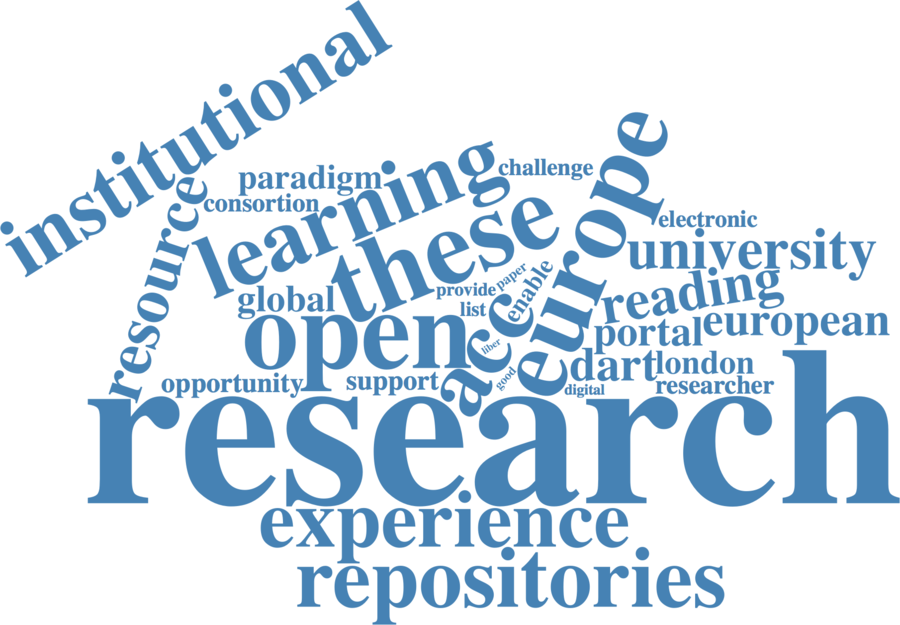 institutional
resource
paradigm
consortion
learning
challenge
these
europe
electronic
university
global
provide
paper
enable
list
reading
open
acc
liber
portal
european
good
dart
london
opportunity
support
digital
researcher
research
experience
repositories